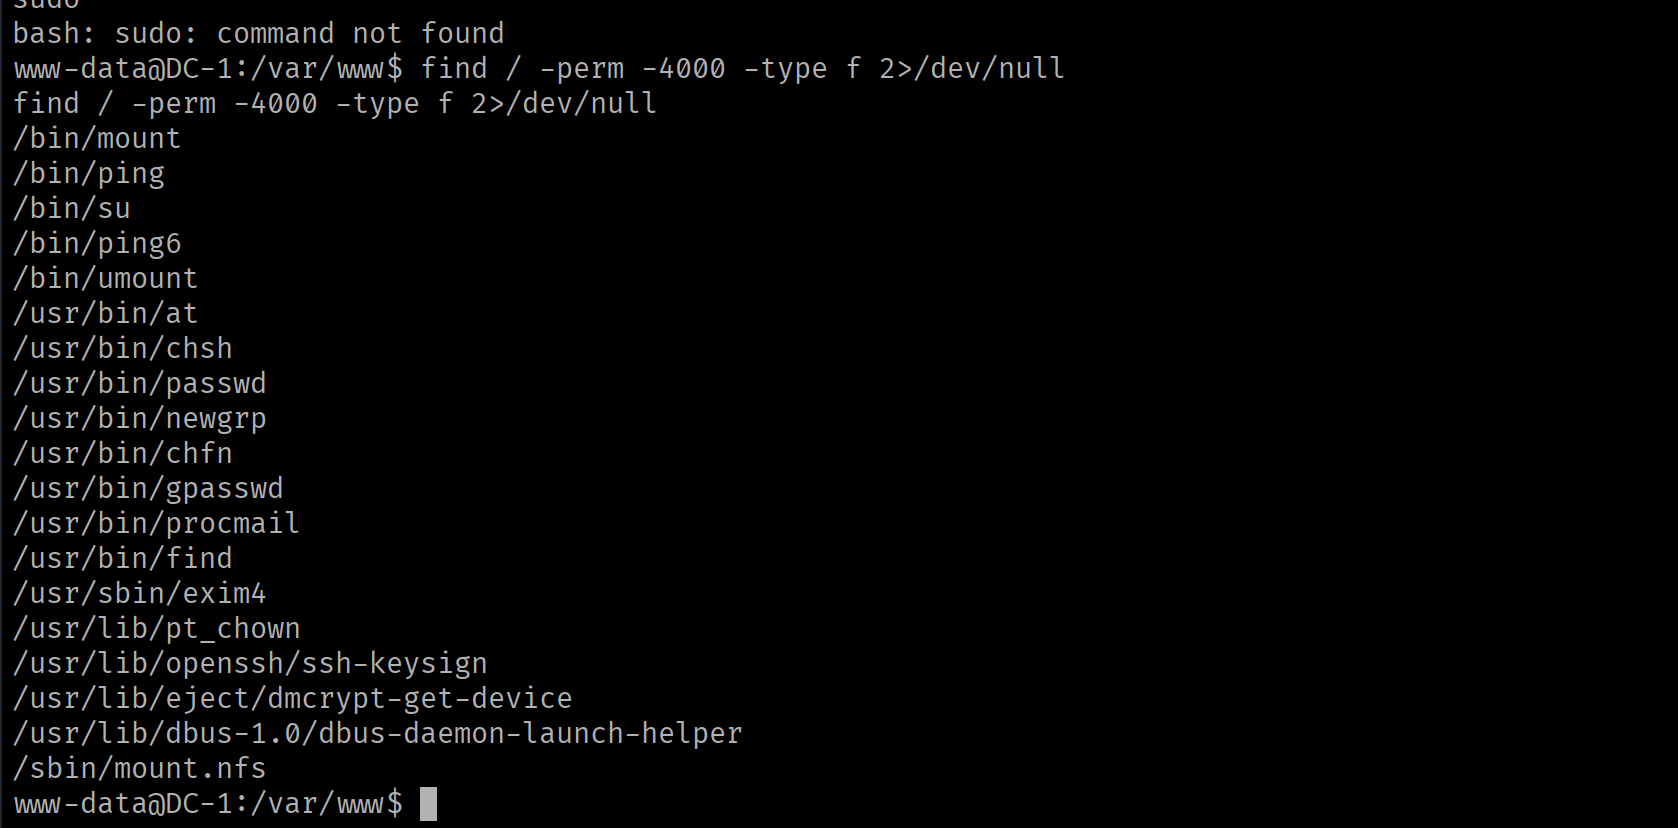 sudo
bash: sudo: command not found
www-data@DC-1:/var/www$ find / -perm -4000 -type f 2>/dev/null
find / -perm -4000 -type f 2>/dev/null
/bin/mount
/bin/ping
/bin/su
/bin/ping6
/bin/umount
/usr/bin/at
/usr/bin/chsh
/usr/bin/passwd
/usr/bin/newgrp
/usr/bin/chfn
/usr/bin/gpasswd
/usr/bin/procmail
/usr/bin/find
/usr/sbin/exim4
/usr/lib/pt_chown
/usr/lib/openssh/ssh-keysign
/usr/lib/eject/dmcrypt-get-device
/usr/lib/dbus-1.0/dbus-daemon-launch-helper
/sbin/mount.nfs
www-data@DC-1:/var/www$